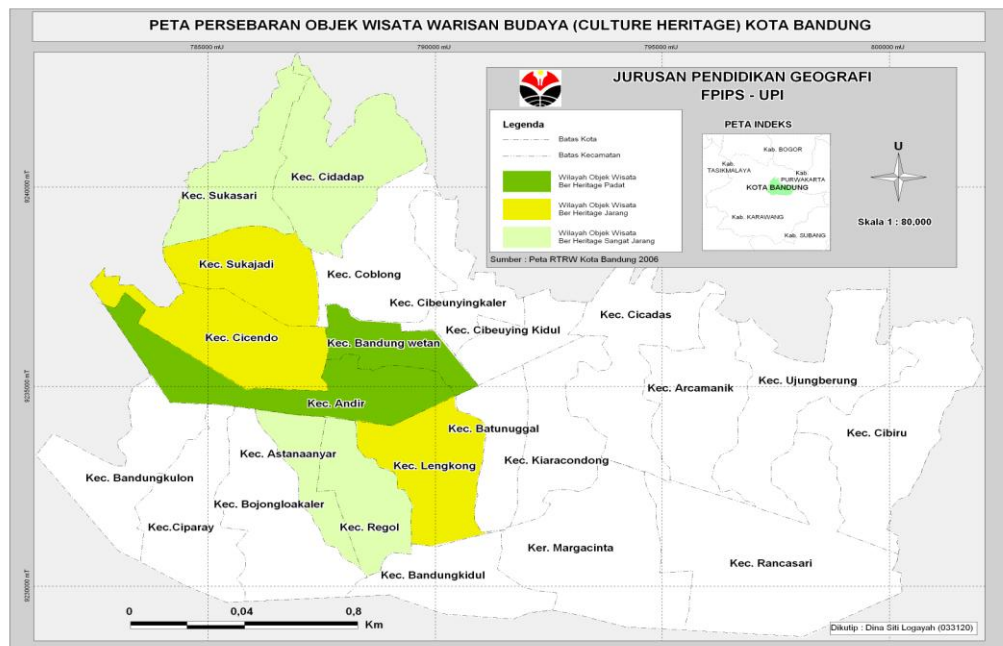 PETA PERSEBARAN OBJEK WISATA WARISAN BUDAYA (CULTURE HERITAGE) KOTA BANDUNG
785000 mU
790000 mU
795000 mU
800000 mU
JURUSAN PENDIDIKAN GEOGRAFI
FPIPS - UPI
Legenda
Batas Kota
Batas Kecamatan
Wilayah Objek Wisata
Ber Heritage Padat
Wilayah Objek Wisata
Ber Heritage Jarang
Wilayah Objek Wisata
Ber Heritage Sangat Jarang
PETA INDEKS
Kab. BOGOR
Kab.
TASIKMALAYA
Kab.
PURWAKARTA
KOTA BANDUNG
Kab. KARAWANG
Kab. SUBANG
U
Skala 1 : 80,000
Sumber : Peta RTRW Kota Bandung 2006
9240000 mT
9235000 mT
9230000 mT
Kec. Cidadap
Kec. Sukasari
Kec. Sukajadi
Kec. Coblong
Kec. Cibeunyingkaler
Kec. Cicendo
Kec. Cibeuying Kidul
Kec. Cicadas
Kec. Bandung wetan
Kec. Arcamanik
Kec. Ujungberung
Kec. Andir
Kec. Batunuggal
Kec. Cibiru
Kec. Astanaanyar
Kec. Kiaracondong
Kec. Lengkong
Kec. Bandungkulon
Kec. Bojongloakaler
Kec.Ciparay
Kec. Regol
Ker. Margacinta
Kec. Rancasari
Kec. Bandungkidul
0
0,04
0,8
Km
Dikutip : Dina Siti Logayah (033120)